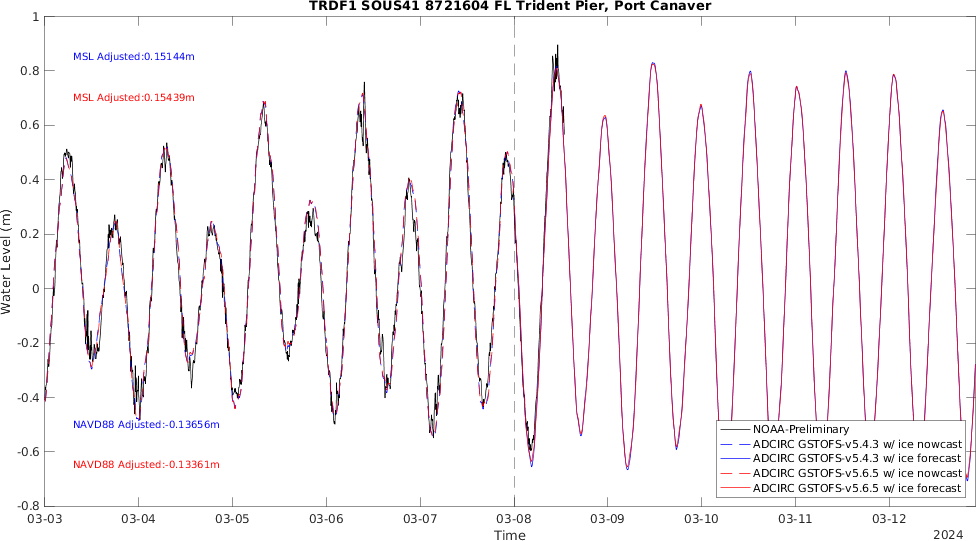 TRDF1 SOUS41 8721604 FL Trident Pier, Port Canaver
MSL Adjusted:0.15144m
MSL Adjusted:0.15439m
NAVD88 Adjusted:-0.13656m
NAVD88 Adjusted:-0.13361m
Water Level (m)
1
0.8
0.6
0.4
0.2
0
-0.2
-0.4
-0.6
-0.8
NOAA-Preliminary
ADCIRC GSTOFS-v5.4.3 w/ ice nowcast
ADCIRC GSTOFS-v5.4.3 w/ ice forecast
ADCIRC GSTOFS-v5.6.5 w/ ice nowcast
ADCIRC GSTOFS-v5.6.5 w/ ice forecast
03-03 03-04 03-05 03-06 03-07 03-08 03-09 03-10 03-11 03-12
Time
2024